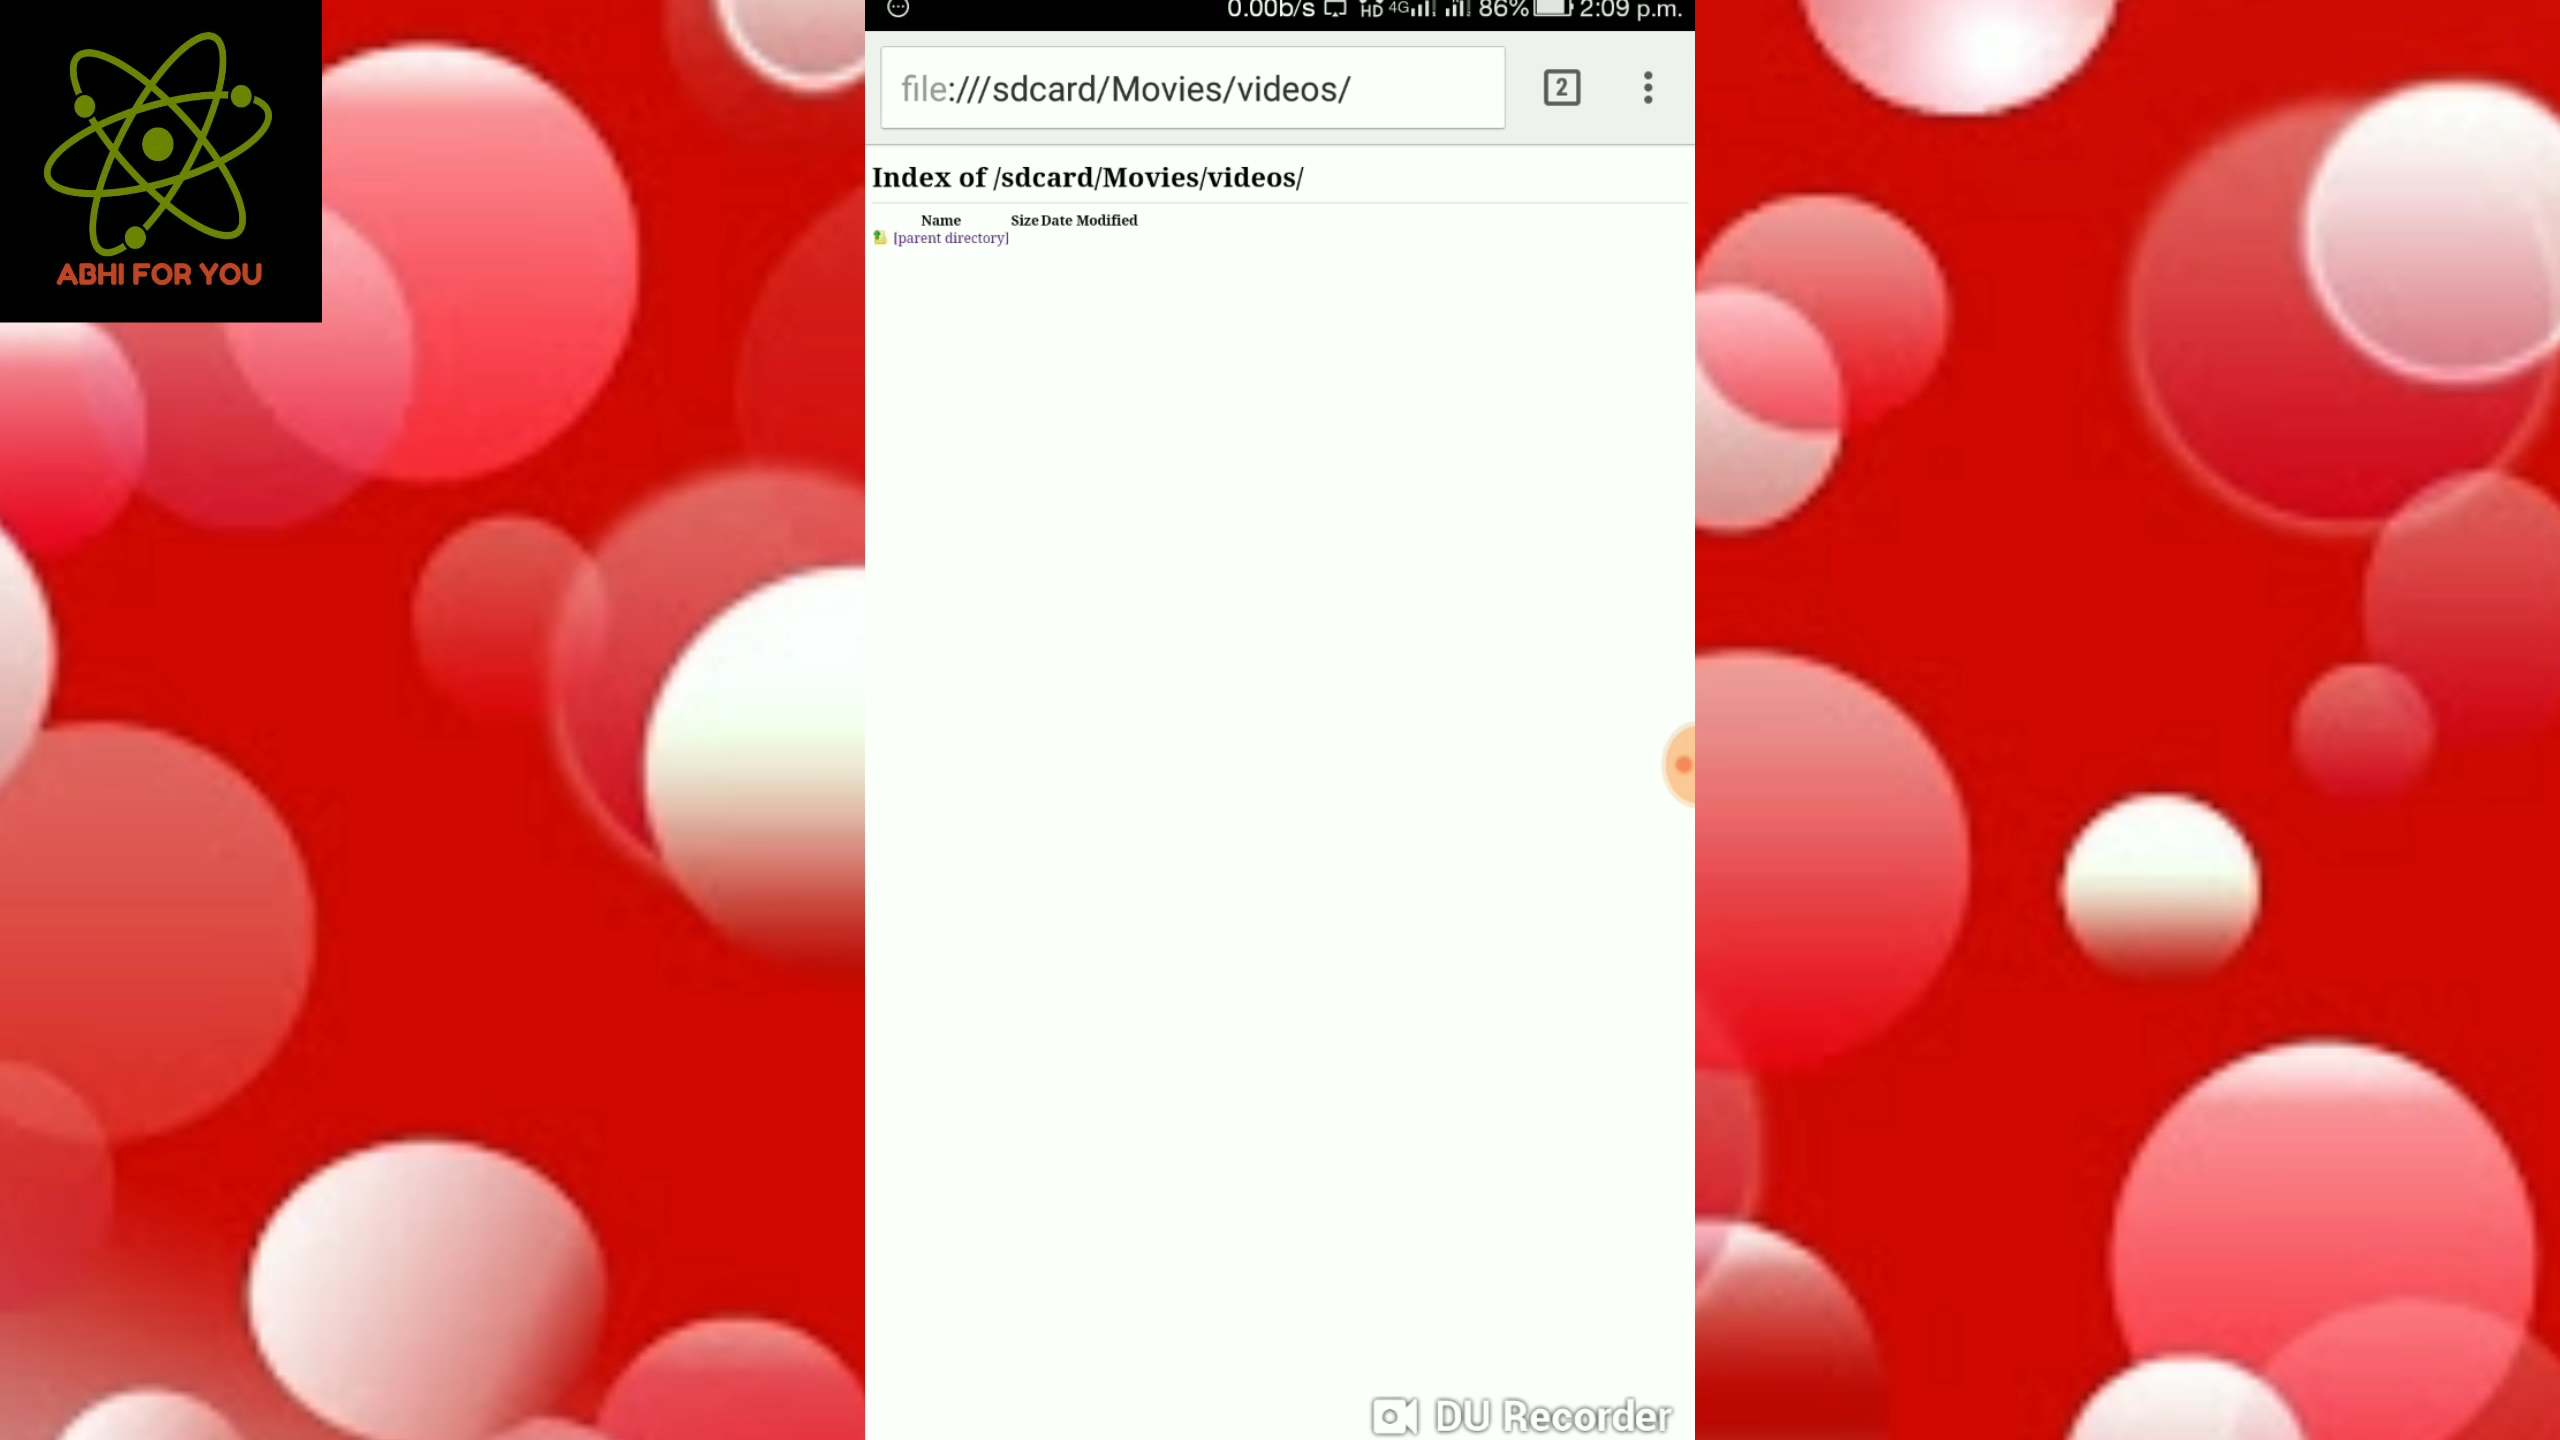 ABHI FOR YOU
0.00b/s HD 4G 86% 2:09 p.m.
file:///sdcard/Movies/videos/ 2
Index of /sdcard/Movies/videos/
Name Size Date Modified
[parent directory]
DU Recorder